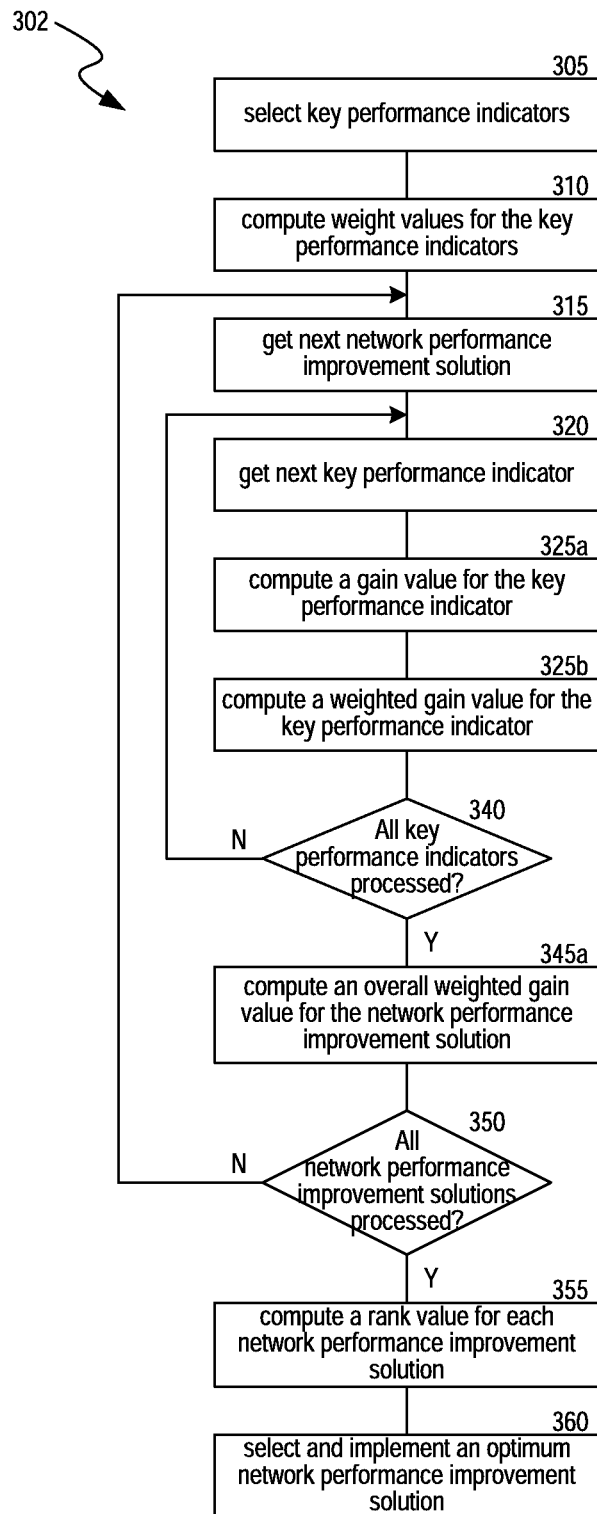 302
305
select key performance indicators
310
compute weight values for the key
performance indicators
315
get next network performance
improvement solution
320
get next key performance indicator
325a
compute a gain value for the key
performance indicator
325b
compute a weighted gain value for the
key performance indicator
340
All key
performance indicators
processed?
N
Y
345a
compute an overall weighted gain
value for the network performance
improvement solution
350
All
network performance
improvement solutions
processed?
N
Y
355
compute a rank value for each
network performance improvement
solution
360
select and implement an optimum
network performance improvement
solution